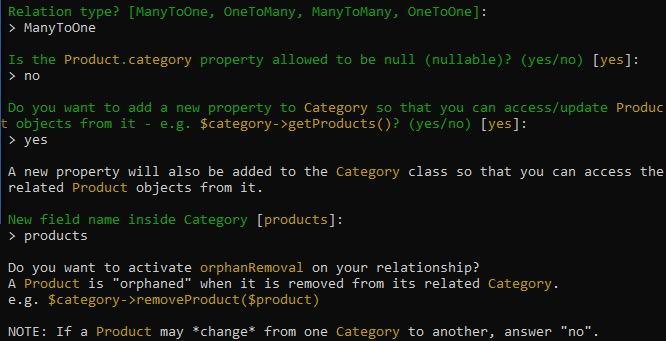 Relation type? [ManyToOne, OneToMany, ManyToMany, OneToOne]:
> ManyToOne
Is the Product.category property allowed to be null (nullable)? (yes/no) [yes]:
> no
Do you want to add a new property to Category so that you can access/update Produc
t objects from it - e.g. $category->getProducts()? (yes/no) [yes]:
> yes
A new property will also be added to the Category class so that you can access the
related Product objects from it.
New field name inside Category [products]:
> products
Do you want to activate orphanRemoval on your relationship?
A Product is "orphaned" when it is removed from its related Category.
e.g. $category->removeProduct($product)
NOTE: If a Product may *change* from one Category to another, answer "no".